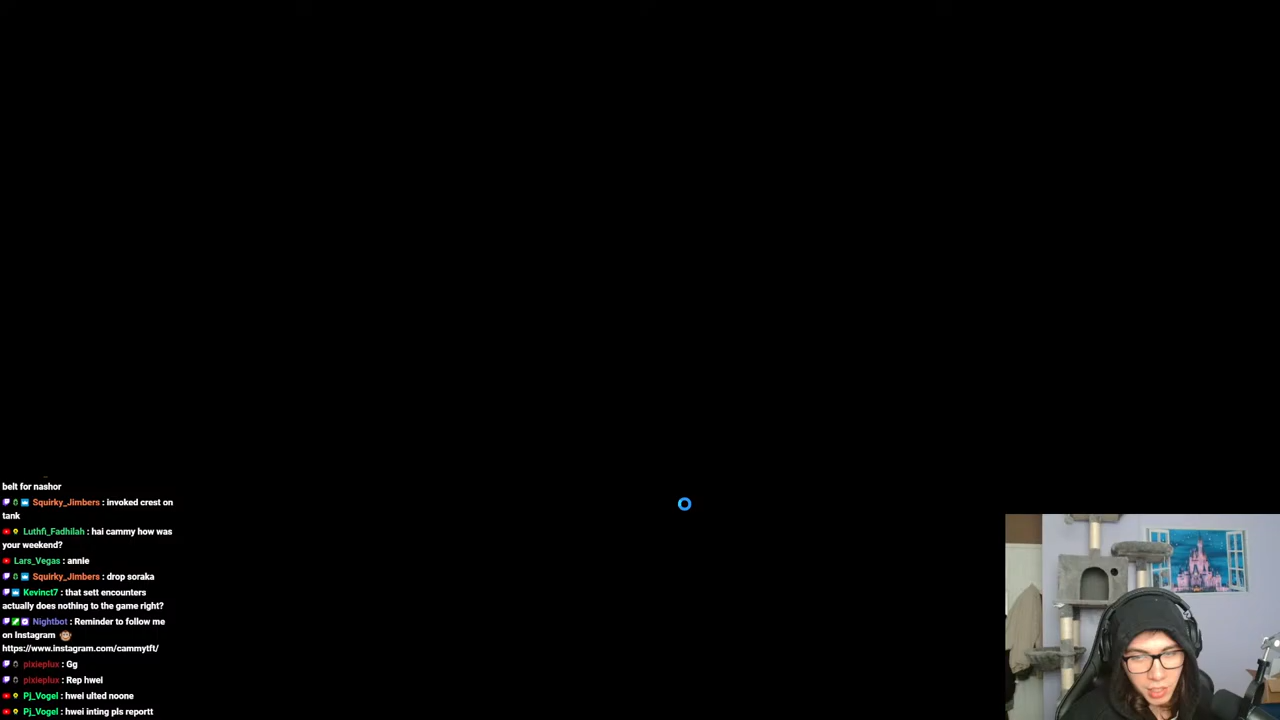 belt for nashor
Squirky_Jimbers : invoked crest on
tank
Luthfi_Fadhilah : hai cammy how was
your weekend?
Lars_Vegas : annie
Squirky_Jimbers : drop soraka
Kevinct7 : that sett encounters
actually does nothing to the game right?
Nightbot : Reminder to follow me
on Instagram
https://www.instagram.com/cammytft/
pixieplux : Gg
pixieplux : Rep hwei
Pj_Vogel : hwei ulted noone
Pj_Vogel : hwei inting pls reportt